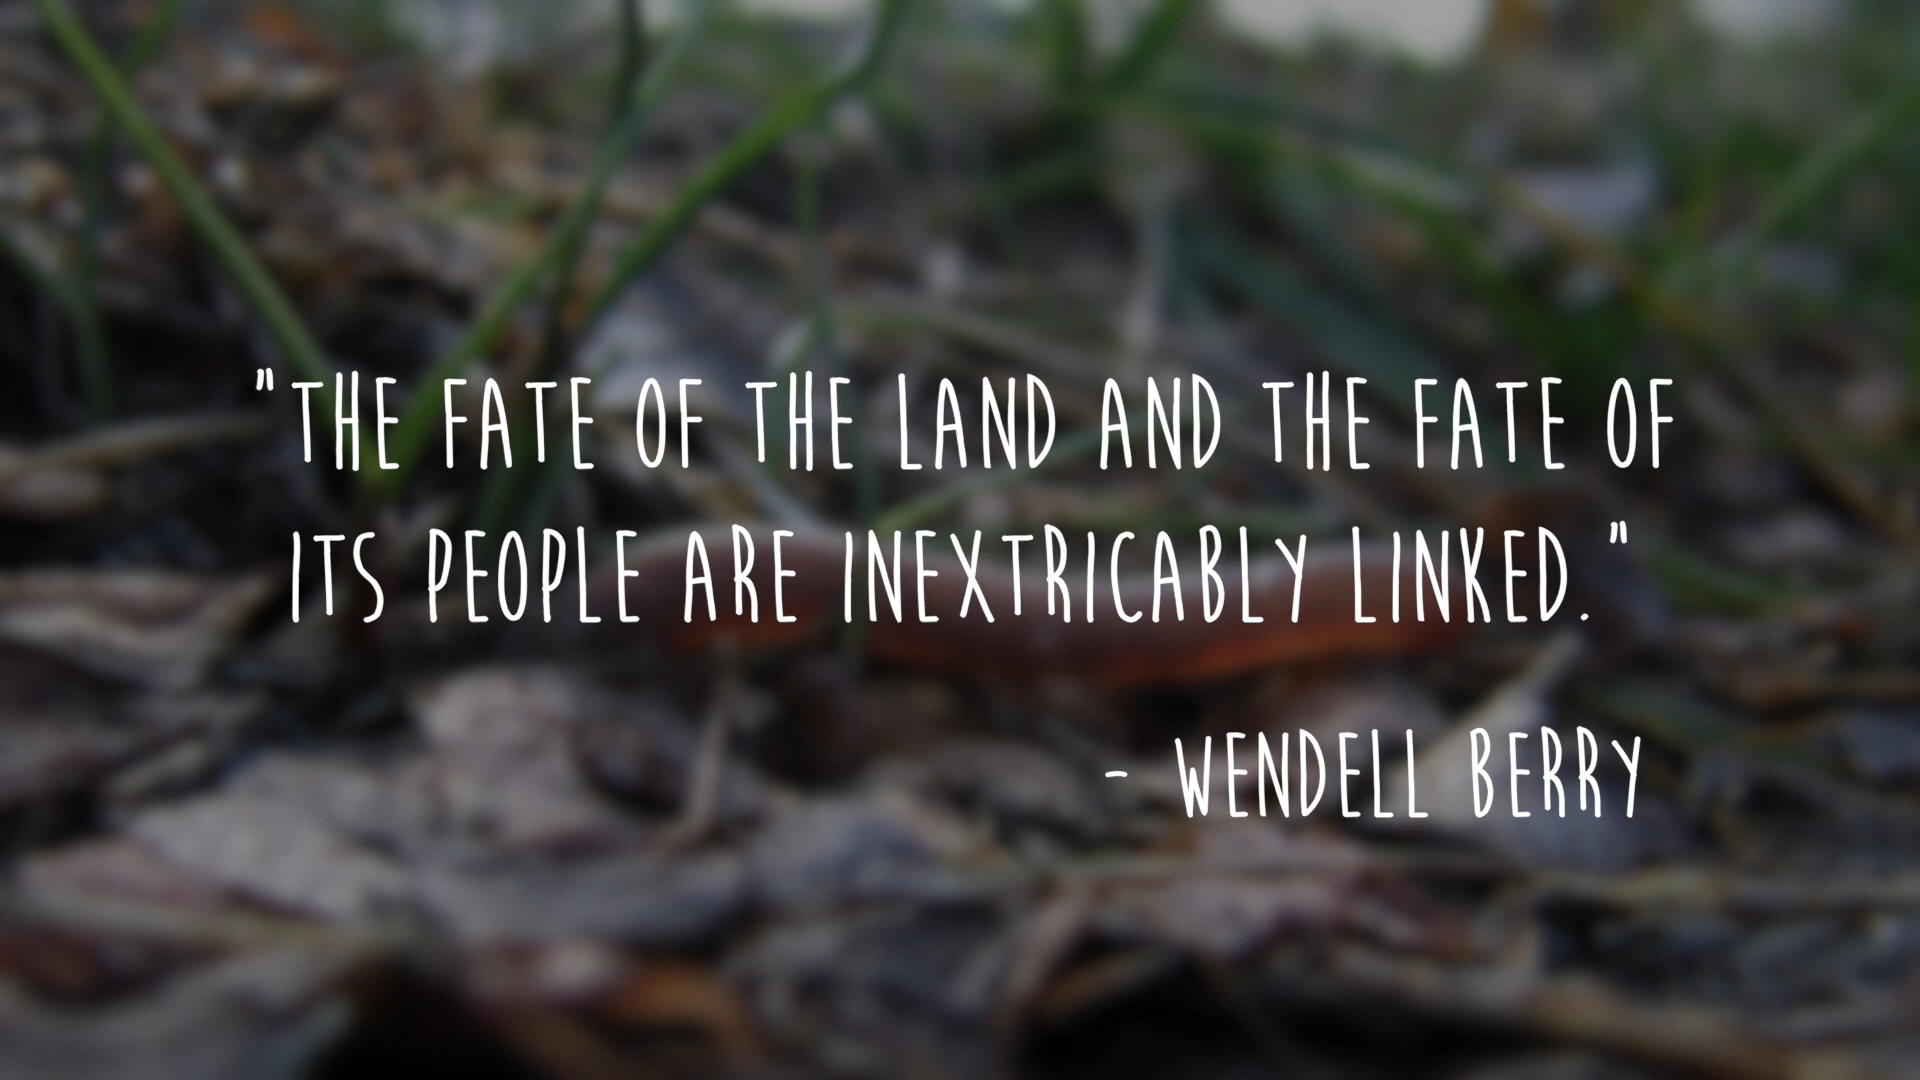 "THE FATE OF THE LAND AND THE FATE OF
ITS PEOPLE ARE INEXTRICABLY LINKED."
- WENDELL BERRY